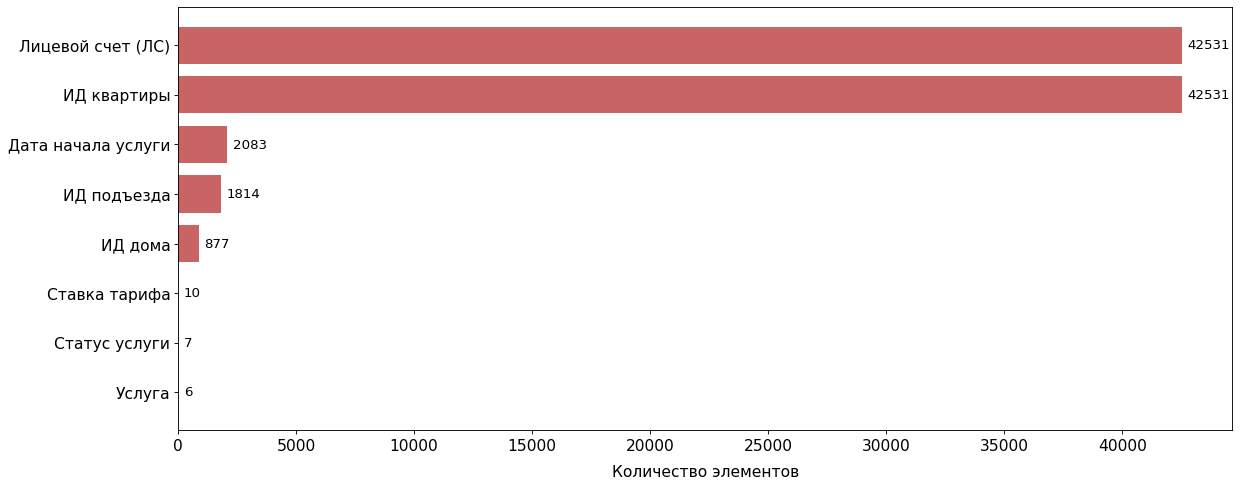 Лицевой счет (ЛС) 42531
ИД квартиры 42531
Дата начала услуги 2083
ИД подъезда 1814
ИД дома 877
Ставка тарифа 10
Статус услуги 7
Услуга 6
0 5000 10000 15000 20000 25000 30000 35000 40000
Количество элементов